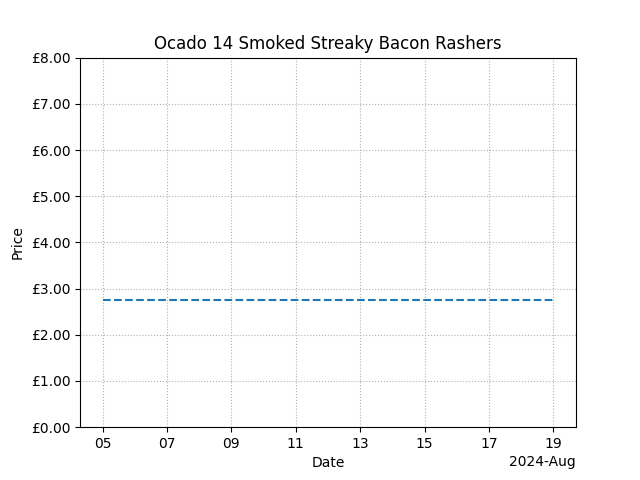 Ocado 14 Smoked Streaky Bacon Rashers
£8.00
£7.00
£6.00
£5.00
£4.00
£3.00
£2.00
£1.00
£0.00
Price
05 07 09 11 13 15 17 19
Date
2024-Aug